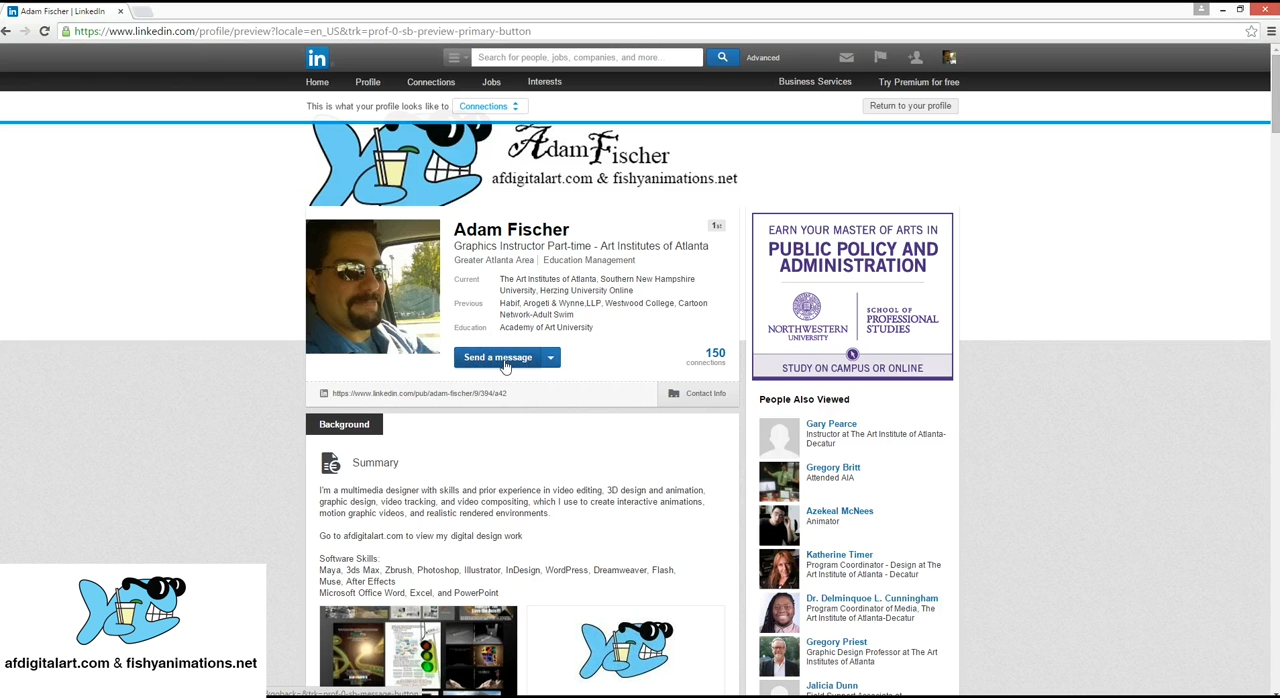 Adam Fischer | LinkedIn
https://www.linkedin.com/profile/preview?locale=en_US&trk=prof-0-sb-preview-primary-button
in
Search for people, jobs, companies, and more...
Advanced
Home
Profile
Connections
Jobs
Interests
Business Services
Try Premium for free
This is what your profile looks like to
Connections
Return to your profile
Adam Fischer
afdigitalart.com & fishyanimations.net
Adam Fischer
1st
Graphics Instructor Part-time - Art Institutes of Atlanta
Greater Atlanta Area
Education Management
Current
The Art Institutes of Atlanta, Southern New Hampshire
University, Herzing University Online
Previous
Habif, Arogeti & Wynne,LLP, Westwood College, Cartoon
Network-Adult Swim
Education
Academy of Art University
Send a message
150
connections
https://www.linkedin.com/pub/adam-fischer/9/394/a42
Contact Info
Background
Summary
I'm a multimedia designer with skills and prior experience in video editing, 3D design and animation,
graphic design, video tracking, and video compositing, which I use to create interactive animations,
motion graphic videos, and realistic rendered environments.
Go to afdigitalart.com to view my digital design work
Software Skills:
Maya, 3ds Max, Zbrush, Photoshop, Illustrator, InDesign, WordPress, Dreamweaver, Flash,
Muse, After Effects
Microsoft Office Word, Excel, and PowerPoint
EARN YOUR MASTER OF ARTS IN
PUBLIC POLICY AND
ADMINISTRATION
NORTHWESTERN
UNIVERSITY
SCHOOL OF
PROFESSIONAL
STUDIES
STUDY ON CAMPUS OR ONLINE
People Also Viewed
Gary Pearce
Instructor at The Art Institute of Atlanta-
Decatur
Gregory Britt
Attended AIA
Azekeal McNees
Animator
Katherine Timer
Program Coordinator - Design at The
Art Institute of Atlanta - Decatur
Dr. Delminquoe L. Cunningham
Program Coordinator of Media, The
Art Institute of Atlanta-Decatur
Gregory Priest
Graphic Design Professor at The Art
Institutes of Atlanta
Jalicia Dunn
afdigitalart.com & fishyanimations.net